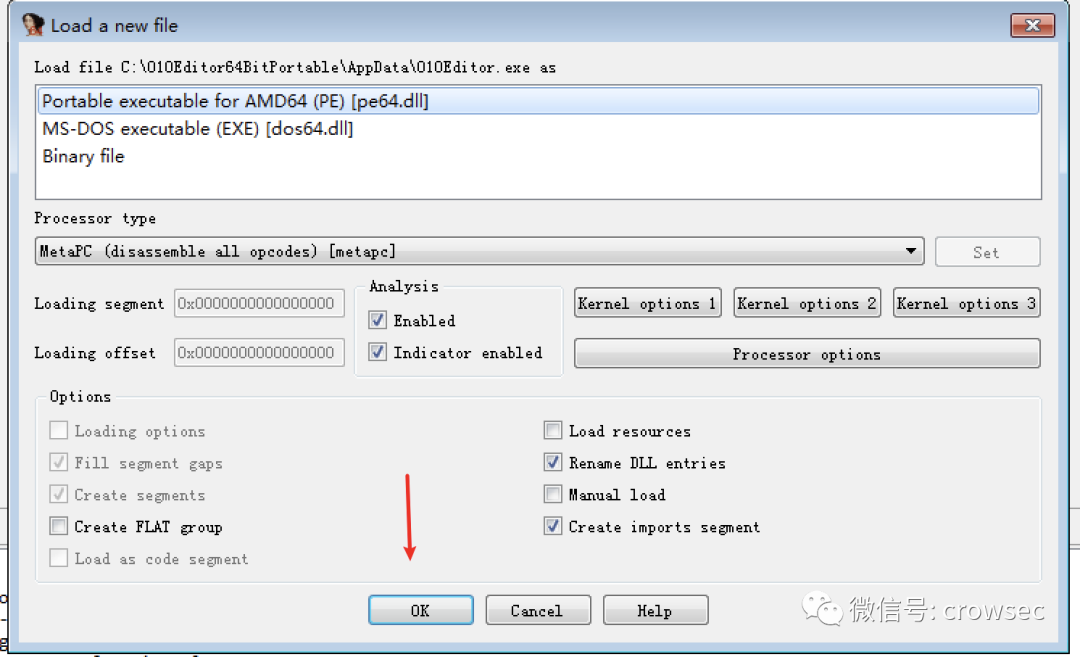 Load a new file
Load file C:\010Editor64BitPortable\AppData\010Editor.exe as
Portable executable for AMD64 (PE) [pe64.dll]
MS-DOS executable (EXE) [dos64.dll]
Binary file
Processor type
MetaPC (disassemble all opcodes) [metapc]
Set
Loading segment 0x0000000000000000
Loading offset 0x0000000000000000
Analysis
Enabled
Indicator enabled
Kernel options 1
Kernel options 2
Kernel options 3
Processor options
Options
Loading options
Fill segment gaps
Create segments
Create FLAT group
Load as code segment
Load resources
Rename DLL entries
Manual load
Create imports segment
OK
Cancel
Help
微信号: crowsec